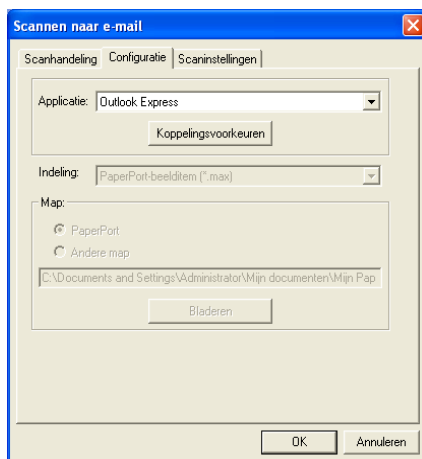 Scannen naar e-mail
Scanhandeling Configuratie Scaninstellingen
Applicatie: Outlook Express
Koppelingsvoorkeuren
Indeling: PaperPort-beelditem (*.max)
Map:
PaperPort
Andere map
C:\Documents and Settings\Administrator\Mijn documenten\Mijn Pap
Bladeren
OK Annuleren